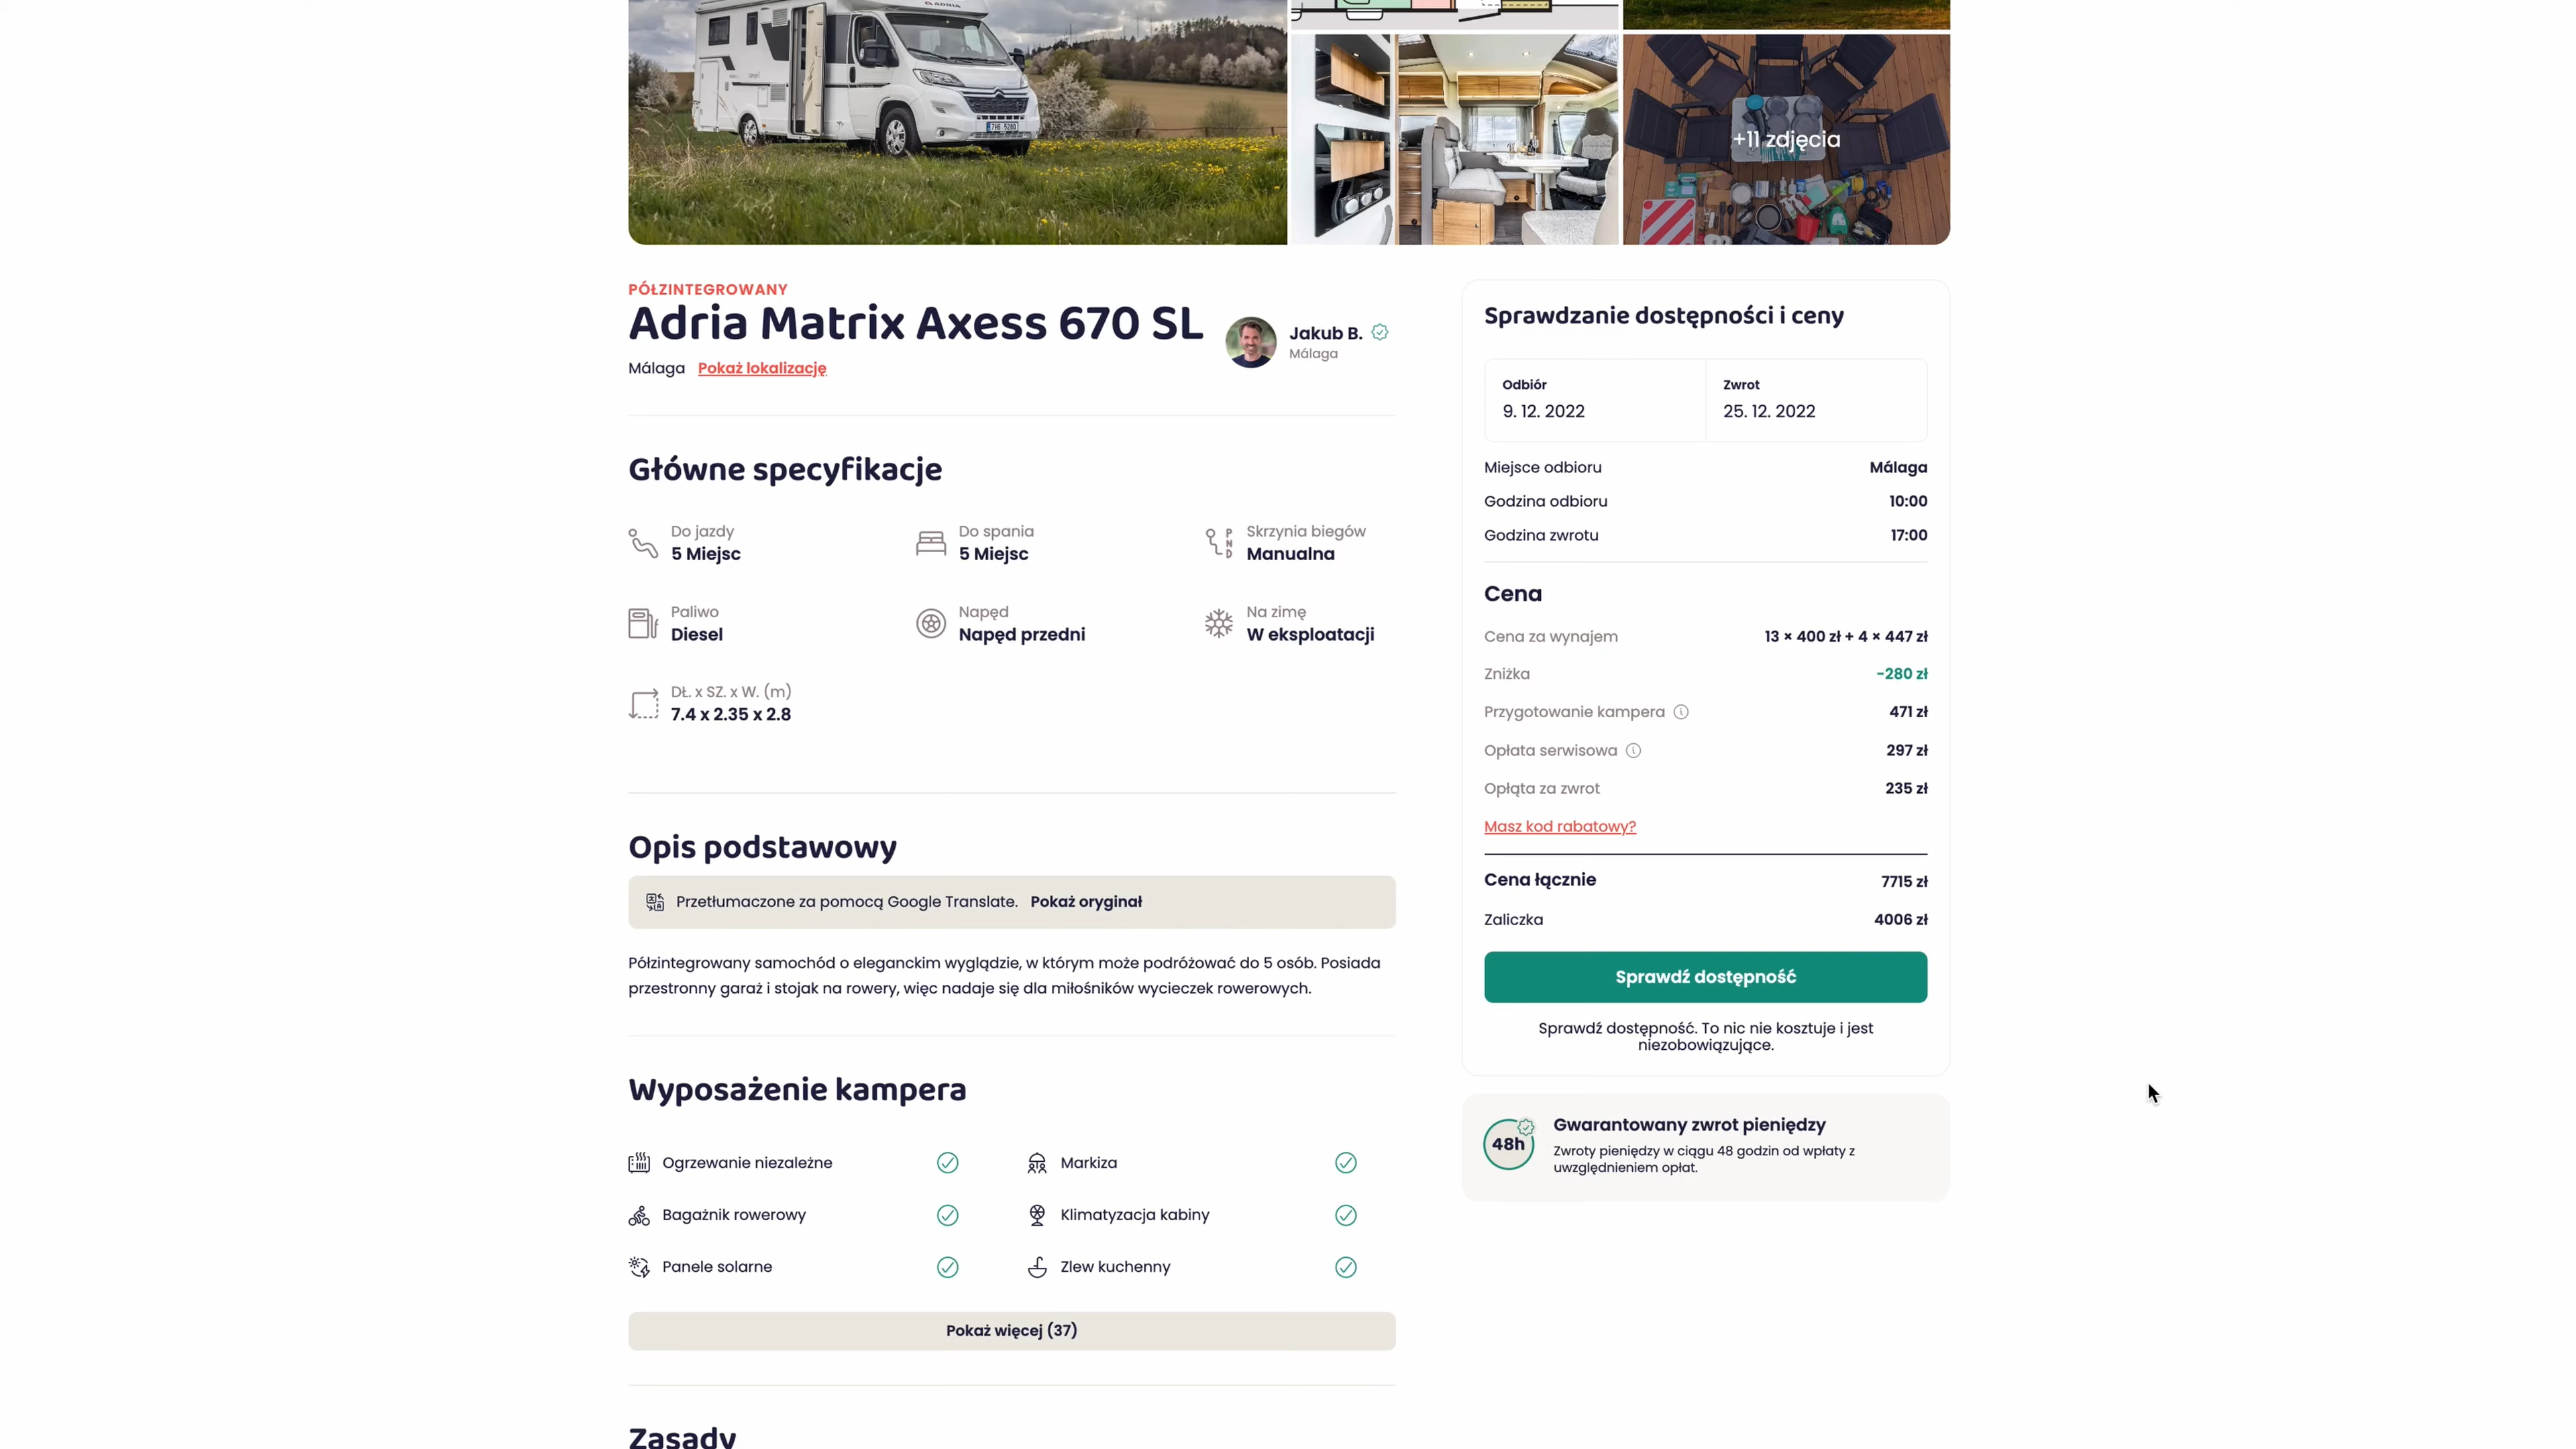 ADRIA
7H6 5280
+11 zdjęcia
PÓŁZINTEGROWANY
Adria Matrix Axess 670 SL
Málaga Pokaż lokalizację
Jakub B.
Málaga
Główne specyfikacje
Do jazdy
5 Miejsc
Do spania
5 Miejsc
P
N
D
Skrzynia biegów
Manualna
Paliwo
Diesel
Napęd
Napęd przedni
Na zimę
W eksploatacji
DŁ. x SZ. x W. (m)
7.4 x 2.35 x 2.8
Opis podstawowy
Przetłumaczone za pomocą Google Translate. Pokaż oryginał
Półzintegrowany samochód o eleganckim wyglądzie, w którym może podróżować do 5 osób. Posiada
przestronny garaż i stojak na rowery, więc nadaje się dla miłośników wycieczek rowerowych.
Wyposażenie kampera
Ogrzewanie niezależne
Markiza
Bagażnik rowerowy
Klimatyzacja kabiny
Panele solarne
Zlew kuchenny
Pokaż więcej (37)
Zasady
Sprawdzanie dostępności i ceny
Odbiór
9. 12. 2022
Zwrot
25. 12. 2022
Miejsce odbioru Málaga
Godzina odbioru 10:00
Godzina zwrotu 17:00
Cena
Cena za wynajem 13 × 400 zł + 4 × 447 zł
Zniżka -280 zł
Przygotowanie kampera 471 zł
Opłata serwisowa 297 zł
Opłąta za zwrot 235 zł
Masz kod rabatowy?
Cena łącznie 7715 zł
Zaliczka 4006 zł
Sprawdź dostępność
Sprawdź dostępność. To nic nie kosztuje i jest
niezobowiązujące.
48h
Gwarantowany zwrot pieniędzy
Zwroty pieniędzy w ciągu 48 godzin od wpłaty z
uwzględnieniem opłat.